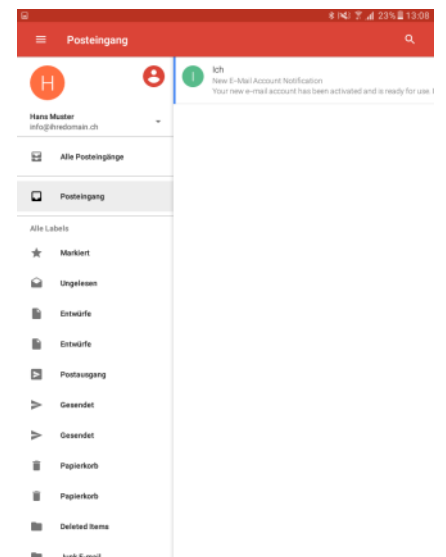 23% 13:08
Posteingang
H
Hans Muster
info@ihredomain.ch
Alle Posteingänge
Posteingang
Alle Labels
Markiert
Ungelesen
Entwürfe
Entwürfe
Postausgang
Gesendet
Gesendet
Papierkorb
Papierkorb
Deleted Items
Junk E-mail
I
Ich
New E-Mail Account Notification
Your new e-mail account has been activated and is ready for use.